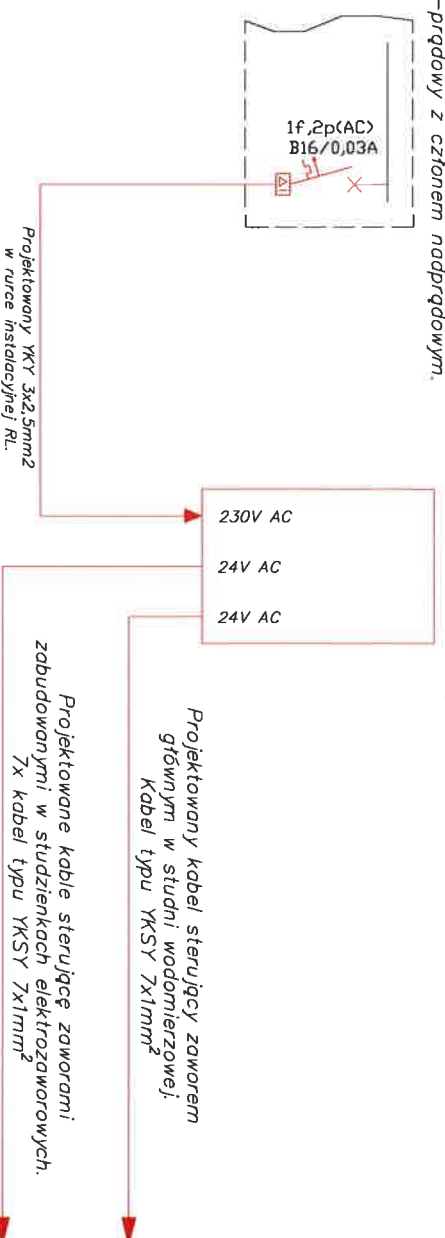 -prądowy z członem nadprądowym.
1f,2p(AC)
B16/0,03A
Projektowany YKY 3x2,5mm2
w rurce instalacyjnej RL.
230V AC
24V AC
24V AC
Projektowany kabel sterujący zaworem
głównym w studni wodomierzowej.
Kabel typu YKSY 7x1mm²
Projektowane kable sterujęcę zaworami
zabudowanymi w studzienkach elektrozaworowych.
7x kabel typu YKSY 7x1mm²